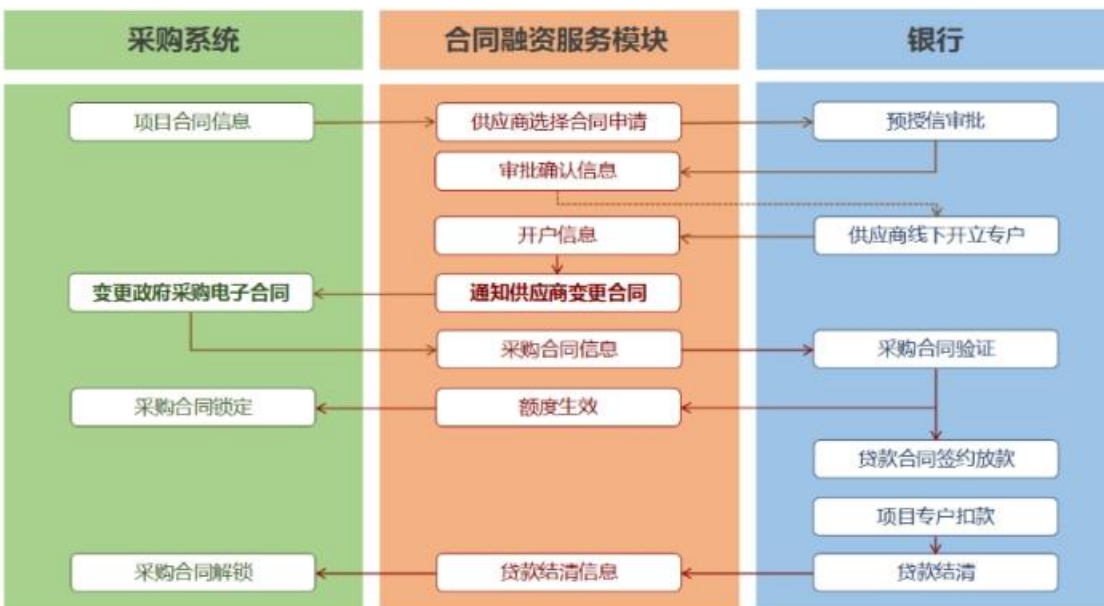 采购系统
合同融资服务模块
银行
项目合同信息
供应商选择合同申请
预授信审批
审批确认信息
开户信息
供应商线下开立专户
变更政府采购电子合同
通知供应商变更合同
采购合同信息
采购合同验证
采购合同锁定
额度生效
贷款合同签约放款
项目专户扣款
采购合同解锁
贷款结清信息
贷款结清